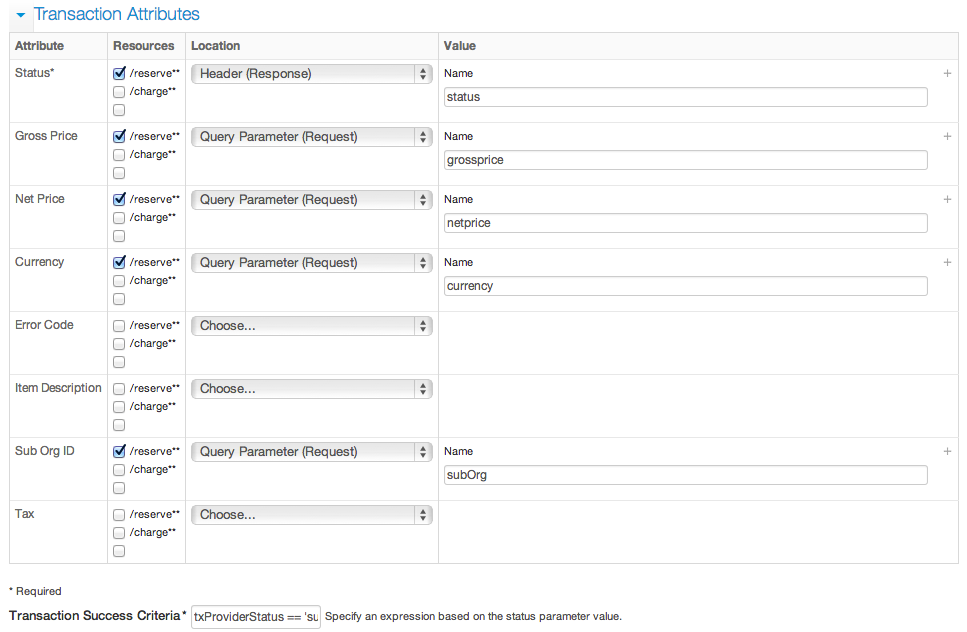 Transaction Attributes
Attribute Resources Location Value
Status* /reserve** Header (Response) Name +
/charge** status
Gross Price /reserve** Query Parameter (Request) Name +
/charge** grossprice
Net Price /reserve** Query Parameter (Request) Name +
/charge** netprice
Currency /reserve** Query Parameter (Request) Name +
/charge** currency
Error Code /reserve** Choose...
/charge**
Item Description /reserve** Choose...
/charge**
Sub Org ID /reserve** Query Parameter (Request) Name +
/charge** subOrg
Tax /reserve** Choose...
/charge**
* Required
Transaction Success Criteria* txProviderStatus == 'su Specify an expression based on the status parameter value.